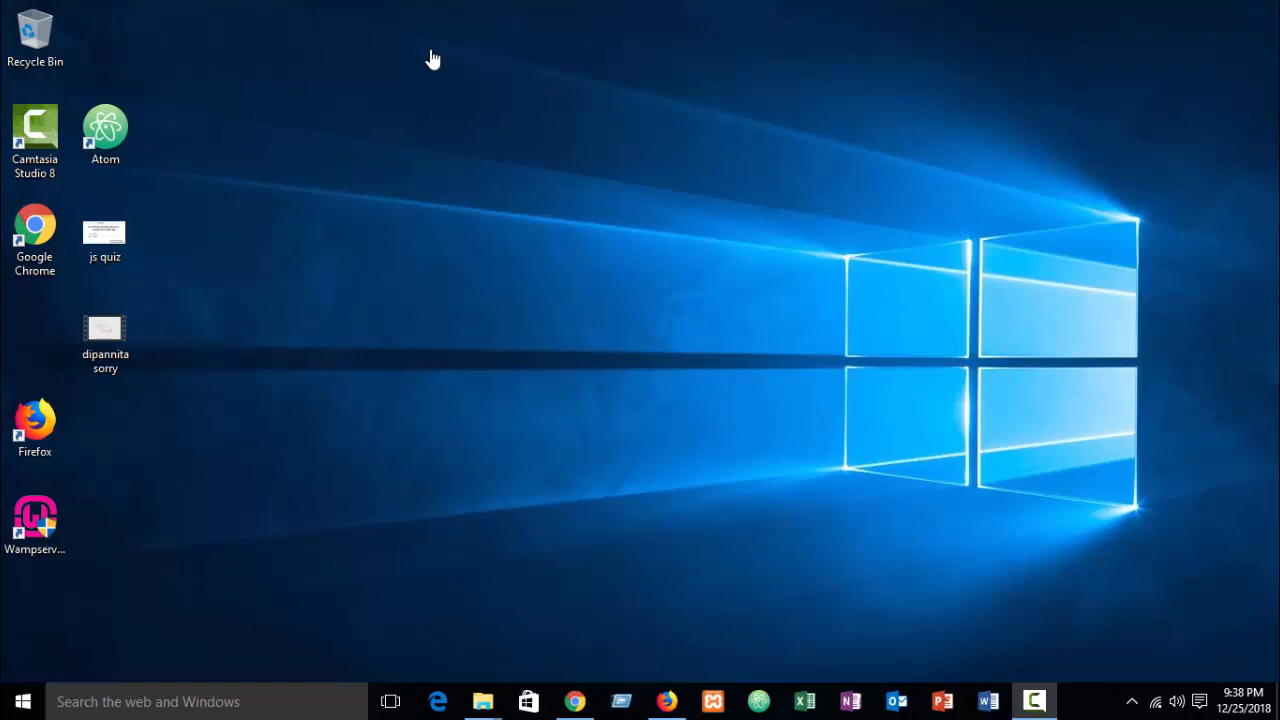 Recycle Bin
Camtasia
Studio 8
Atom
Google
Chrome
js quiz
dipannita
sorry
Firefox
Wampserv...
Search the web and Windows
9:38 PM
12/25/2018